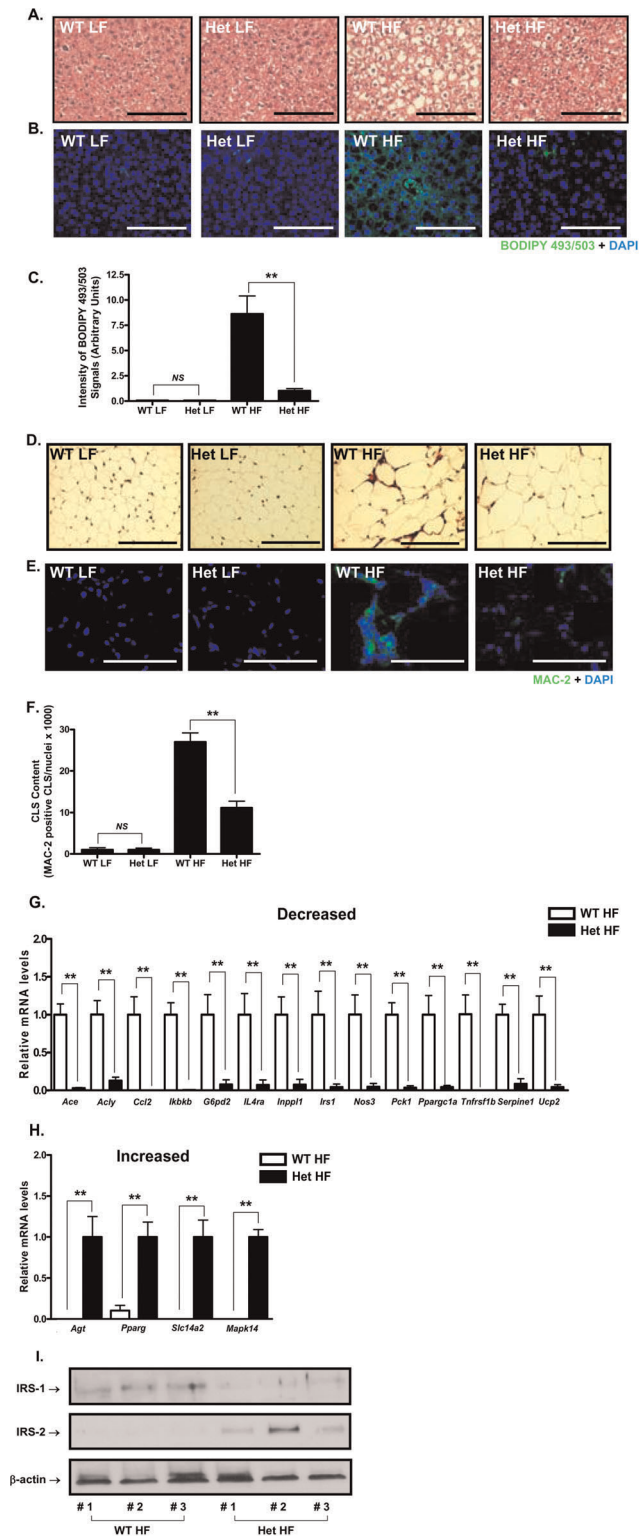 A.
WT LF
Het LF
WT HF
Het HF
B.
WT LF
Het LF
WT HF
Het HF
BODIPY 493/503 + DAPI
C.
Intensity of BODIPY 493/503
Signals (Arbitrary Units)
12.5
10.0
7.5
5.0
2.5
0.0
NS
**
WT LF
Het LF
WT HF
Het HF
D.
WT LF
Het LF
WT HF
Het HF
E.
WT LF
Het LF
WT HF
Het HF
MAC-2 + DAPI
F.
CLS Content
(MAC-2 positive CLS/nuclei x 1000)
30
20
10
0
NS
**
WT LF
Het LF
WT HF
Het HF
G.
Decreased
WT HF
Het HF
Relative mRNA levels
2.0
1.5
1.0
0.5
0.0
** ** ** ** ** ** ** ** ** ** ** ** ** **
Ace Acly Ccl2 Ikbkb G6pd2 IL4ra Inppl1 Irs1 Nos3 Pck1 Ppargc1a Tnfrsf1b Serpine1 Ucp2
H.
Increased
WT HF
Het HF
Relative mRNA levels
2.0
1.5
1.0
0.5
0.0
** ** ** **
Agt Pparg Slc14a2 Mapk14
I.
IRS-1 →
IRS-2 →
β-actin →
# 1 # 2 # 3 # 1 # 2 # 3
WT HF Het HF